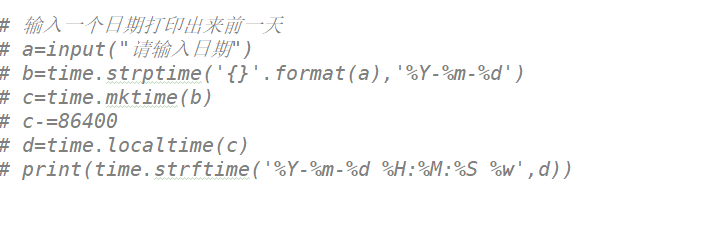 # 输入一个日期打印出来前一天
# a=input("请输入日期")
# b=time.strptime('{}'.format(a),'%Y-%m-%d')
# c=time.mktime(b)
# c-=86400
# d=time.localtime(c)
# print(time.strftime('%Y-%m-%d %H:%M:%S %w',d))